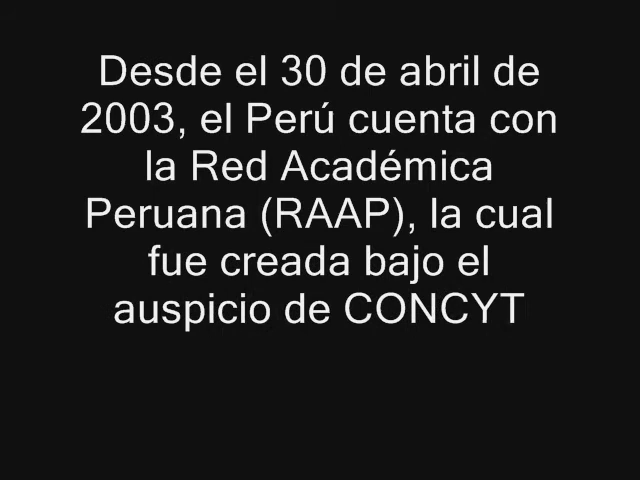 Desde el 30 de abril de
2003, el Perú cuenta con
la Red Académica
Peruana (RAAP), la cual
fue creada bajo el
auspicio de CONCYT